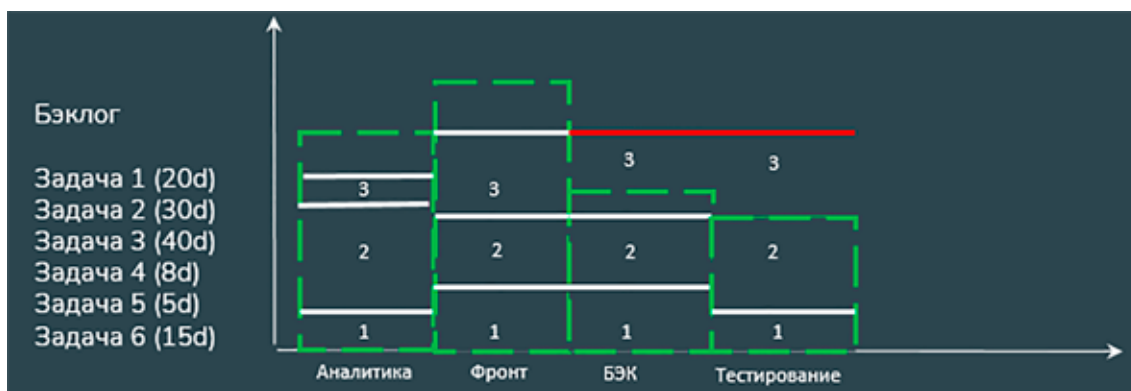 Бэклог
Задача 1 (20d)
Задача 2 (30d)
Задача 3 (40d)
Задача 4 (8d)
Задача 5 (5d)
Задача 6 (15d)
3
3
3
3
2
2
2
2
1
1
1
1
Аналитика
Фронт
БЭК
Тестирование